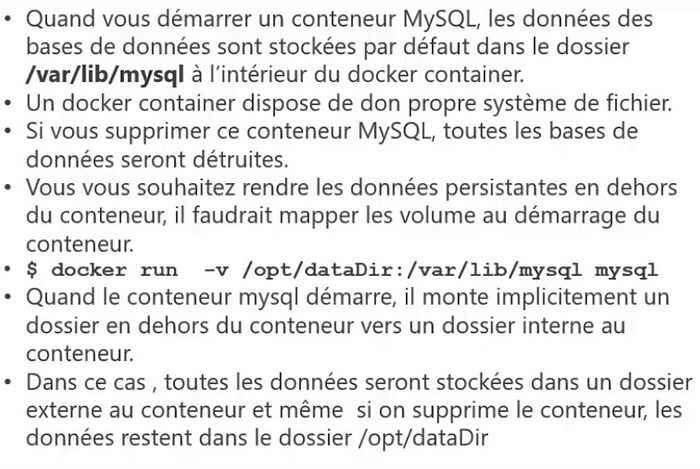 • Quand vous démarrer un conteneur MySQL, les données des
bases de données sont stockées par défaut dans le dossier
/var/lib/mysql à l'intérieur du docker container.
• Un docker container dispose de don propre système de fichier.
• Si vous supprimer ce conteneur MySQL, toutes les bases de
données seront détruites.
• Vous vous souhaitez rendre les données persistantes en dehors
du conteneur, il faudrait mapper les volume au démarrage du
conteneur.
• $ docker run  -v /opt/dataDir:/var/lib/mysql mysql
• Quand le conteneur mysql démarre, il monte implicitement un
dossier en dehors du conteneur vers un dossier interne au
conteneur.
• Dans ce cas , toutes les données seront stockées dans un dossier
externe au conteneur et même  si on supprime le conteneur, les
données restent dans le dossier /opt/dataDir